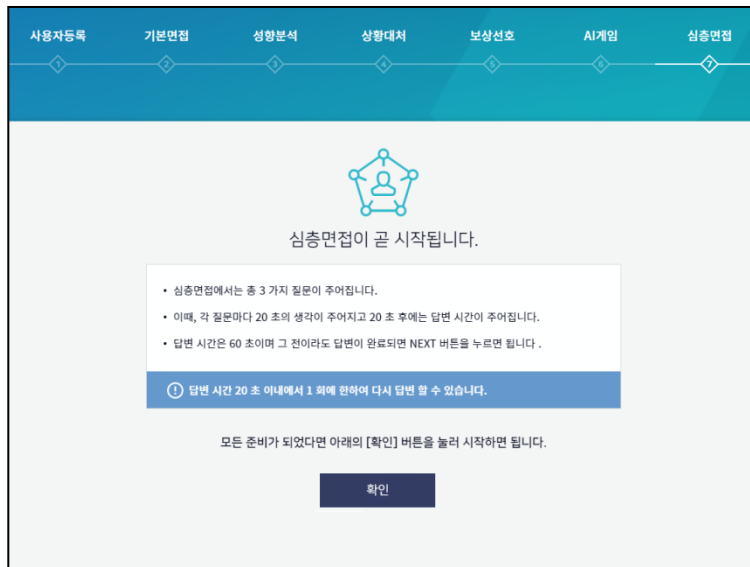 사용자등록 기본면접 성향분석 상황대처 보상선호 AI게임 심층면접
1 2 3 4 5 6 7
심층면접이 곧 시작됩니다.
• 심층면접에서는 총 3 가지 질문이 주어집니다.
• 이때, 각 질문마다 20 초의 생각이 주어지고 20 초 후에는 답변 시간이 주어집니다.
• 답변 시간은 60 초이며 그 전이라도 답변이 완료되면 NEXT 버튼을 누르면 됩니다 .
! 답변 시간 20 초 이내에서 1 회에 한하여 다시 답변 할 수 있습니다.
모든 준비가 되었다면 아래의 [확인] 버튼을 눌러 시작하면 됩니다.
확인